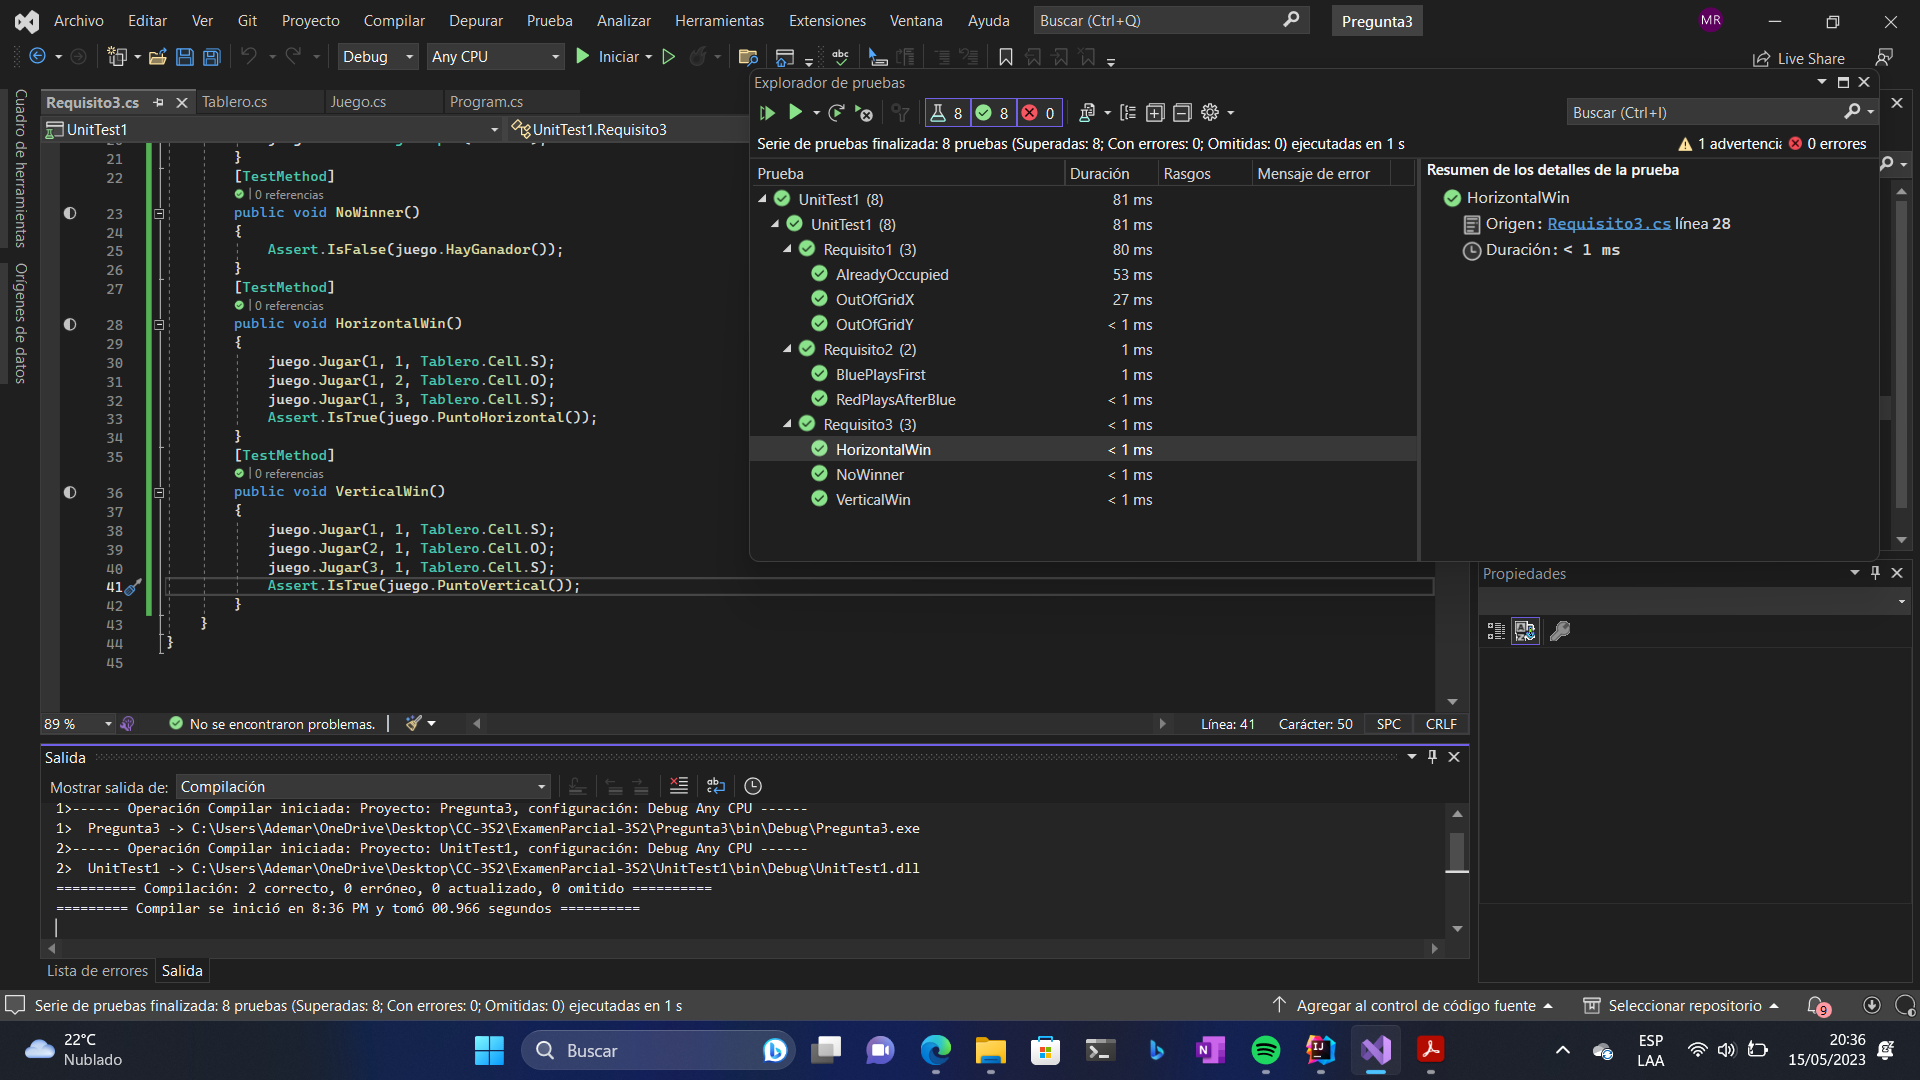 Archivo Editar Ver Git Proyecto Compilar Depurar Prueba Analizar Herramientas Extensiones Ventana Ayuda Buscar (Ctrl+Q) Pregunta3 MR
Debug Any CPU Iniciar Live Share
Cuadro de herramientas
Orígenes de datos
Requisito3.cs Tablero.cs Juego.cs Program.cs
UnitTest1 UnitTest1.Requisito3
21 }
22 [TestMethod]
0 referencias
23 public void NoWinner()
24 {
25 Assert.IsFalse(juego.HayGanador());
26 }
27 [TestMethod]
0 referencias
28 public void HorizontalWin()
29 {
30 juego.Jugar(1, 1, Tablero.Cell.S);
31 juego.Jugar(1, 2, Tablero.Cell.O);
32 juego.Jugar(1, 3, Tablero.Cell.S);
33 Assert.IsTrue(juego.PuntoHorizontal());
34 }
35 [TestMethod]
0 referencias
36 public void VerticalWin()
37 {
38 juego.Jugar(1, 1, Tablero.Cell.S);
39 juego.Jugar(2, 1, Tablero.Cell.O);
40 juego.Jugar(3, 1, Tablero.Cell.S);
41 Assert.IsTrue(juego.PuntoVertical());
42 }
43 }
44 }
45
89 % No se encontraron problemas. Línea: 41 Carácter: 50 SPC CRLF
Explorador de pruebas
8 8 0 Buscar (Ctrl+I)
Serie de pruebas finalizada: 8 pruebas (Superadas: 8; Con errores: 0; Omitidas: 0) ejecutadas en 1 s 1 advertencia 0 errores
Prueba Duración Rasgos Mensaje de error
UnitTest1 (8) 81 ms
UnitTest1 (8) 81 ms
Requisito1 (3) 80 ms
AlreadyOccupied 53 ms
OutOfGridX 27 ms
OutOfGridY < 1 ms
Requisito2 (2) 1 ms
BluePlaysFirst 1 ms
RedPlaysAfterBlue < 1 ms
Requisito3 (3) < 1 ms
HorizontalWin < 1 ms
NoWinner < 1 ms
VerticalWin < 1 ms
Resumen de los detalles de la prueba
HorizontalWin
Origen: Requisito3.cs línea 28
Duración: < 1 ms
Propiedades
Salida
Mostrar salida de: Compilación
1>------ Operación Compilar iniciada: Proyecto: Pregunta3, configuración: Debug Any CPU ------
1>  Pregunta3 -> C:\Users\Ademar\OneDrive\Desktop\CC-3S2\ExamenParcial-3S2\Pregunta3\bin\Debug\Pregunta3.exe
2>------ Operación Compilar iniciada: Proyecto: UnitTest1, configuración: Debug Any CPU ------
2>  UnitTest1 -> C:\Users\Ademar\OneDrive\Desktop\CC-3S2\ExamenParcial-3S2\UnitTest1\bin\Debug\UnitTest1.dll
========== Compilación: 2 correcto, 0 erróneo, 0 actualizado, 0 omitido ==========
========= Compilar se inició en 8:36 PM y tomó 00.966 segundos ==========
Lista de errores Salida
Serie de pruebas finalizada: 8 pruebas (Superadas: 8; Con errores: 0; Omitidas: 0) ejecutadas en 1 s Agregar al control de código fuente Seleccionar repositorio 9
22°C
Nublado
Buscar
ESP
LAA
20:36
15/05/2023